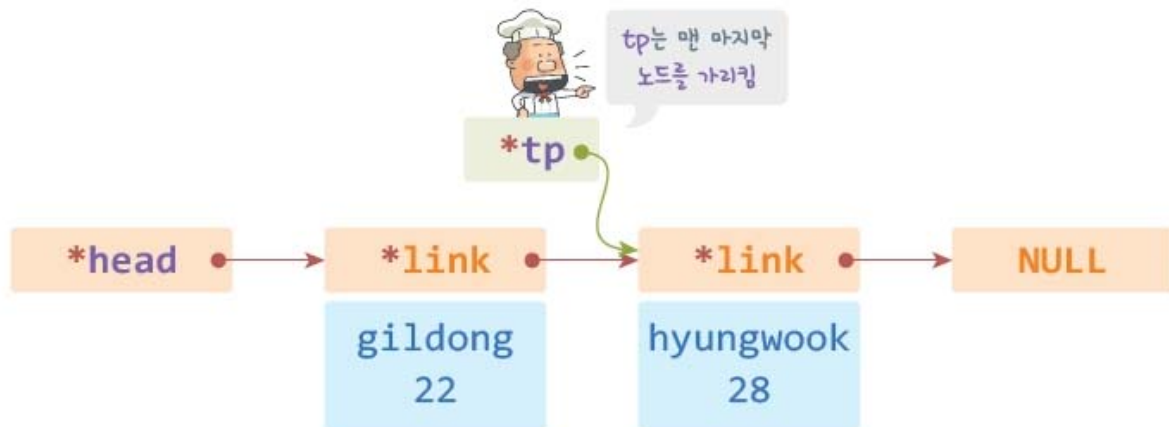 tp는 맨 마지막
노드를 가리킴
*tp
*head
*link
*link
NULL
gildong
22
hyungwook
28